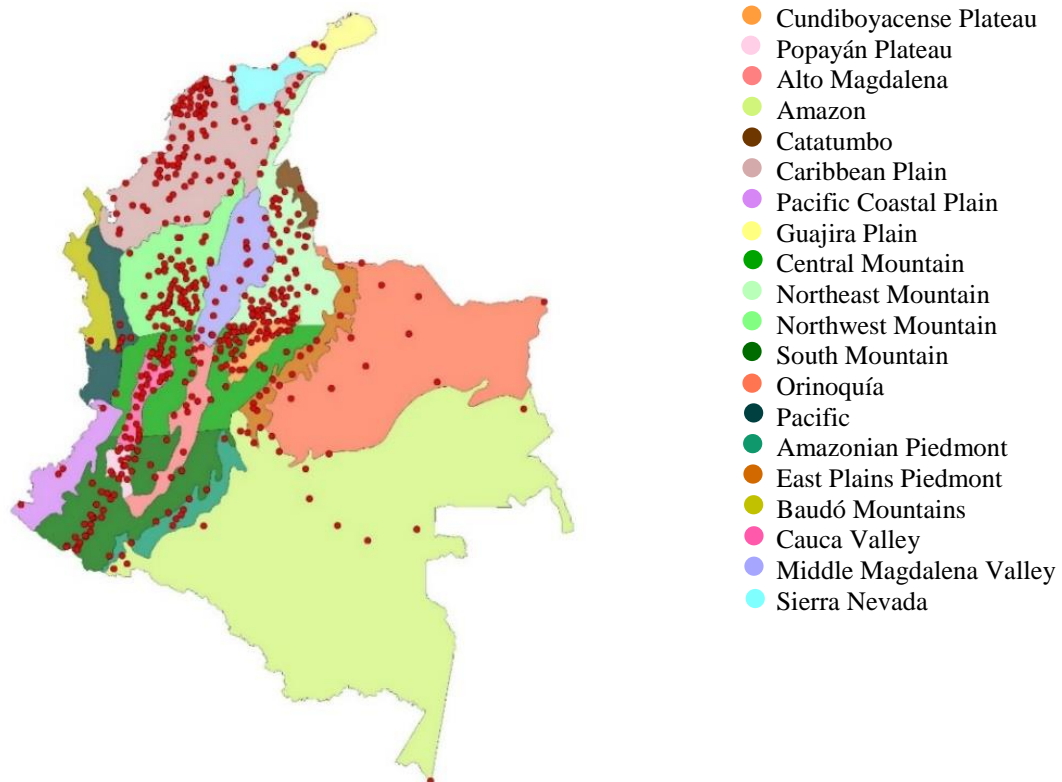 Cundiboyacense Plateau
Popayán Plateau
Alto Magdalena
Amazon
Catatumbo
Caribbean Plain
Pacific Coastal Plain
Guajira Plain
Central Mountain
Northeast Mountain
Northwest Mountain
South Mountain
Orinoquía
Pacific
Amazonian Piedmont
East Plains Piedmont
Baudó Mountains
Cauca Valley
Middle Magdalena Valley
Sierra Nevada